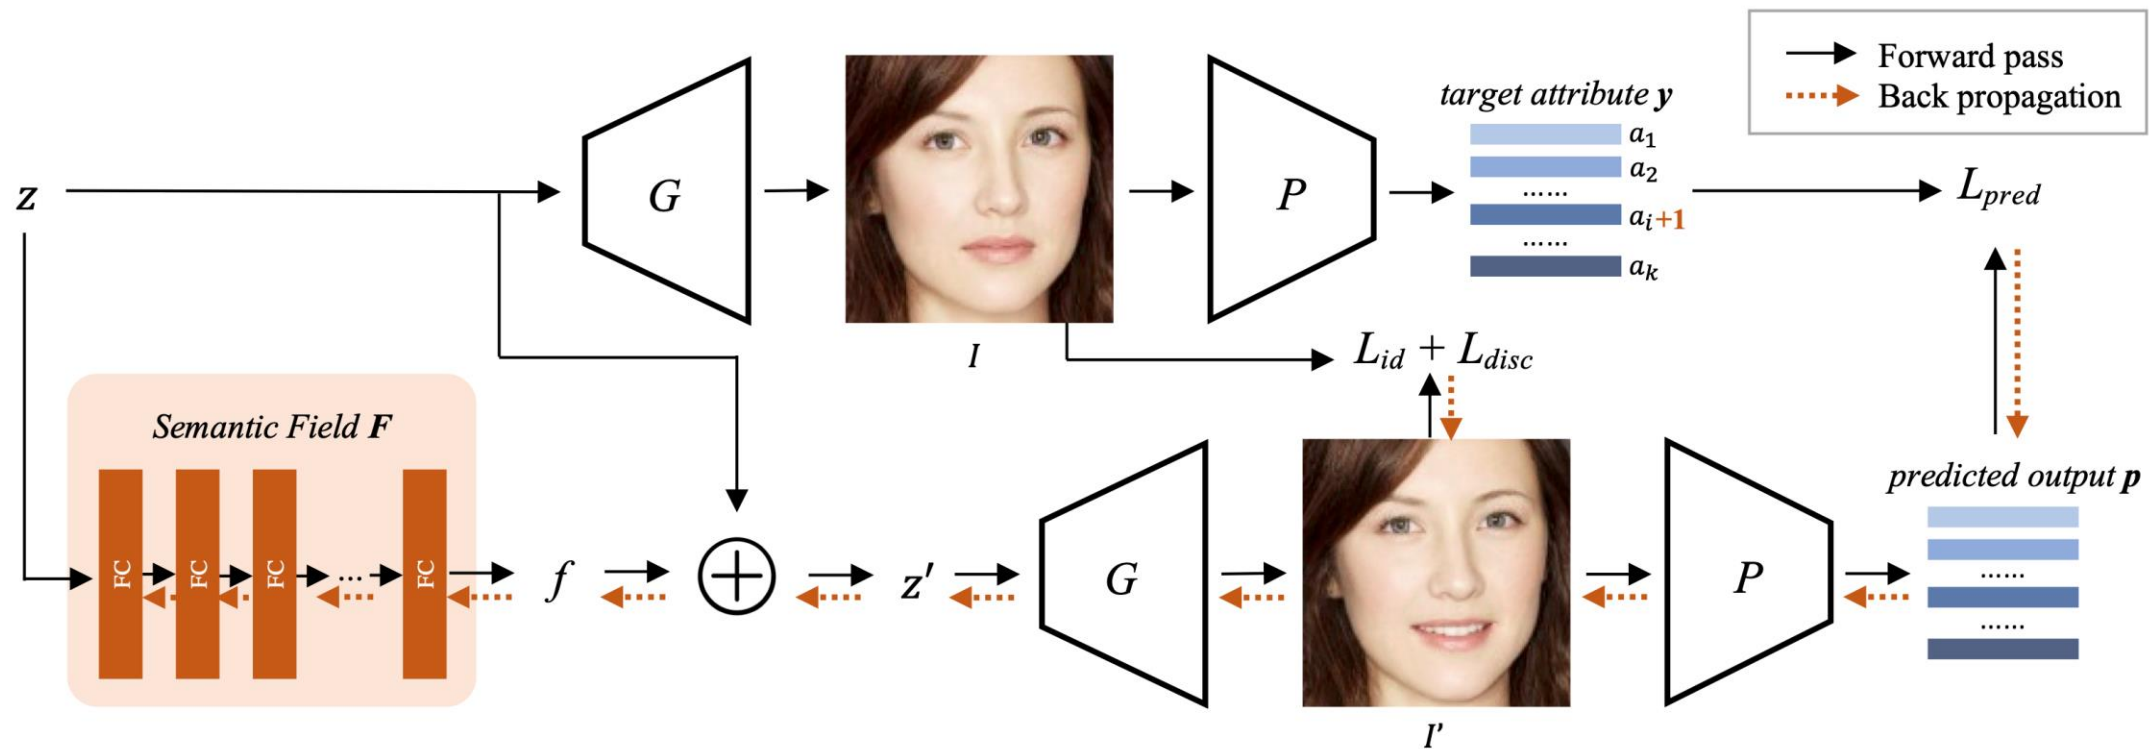 Forward pass
Back propagation
target attribute y
a1
a2
......
ai+1
......
ak
z
G
I
P
Lpred
Lid + Ldisc
Semantic Field F
FC
FC
FC
...
FC
f
z'
G
I'
P
predicted output p
......
......